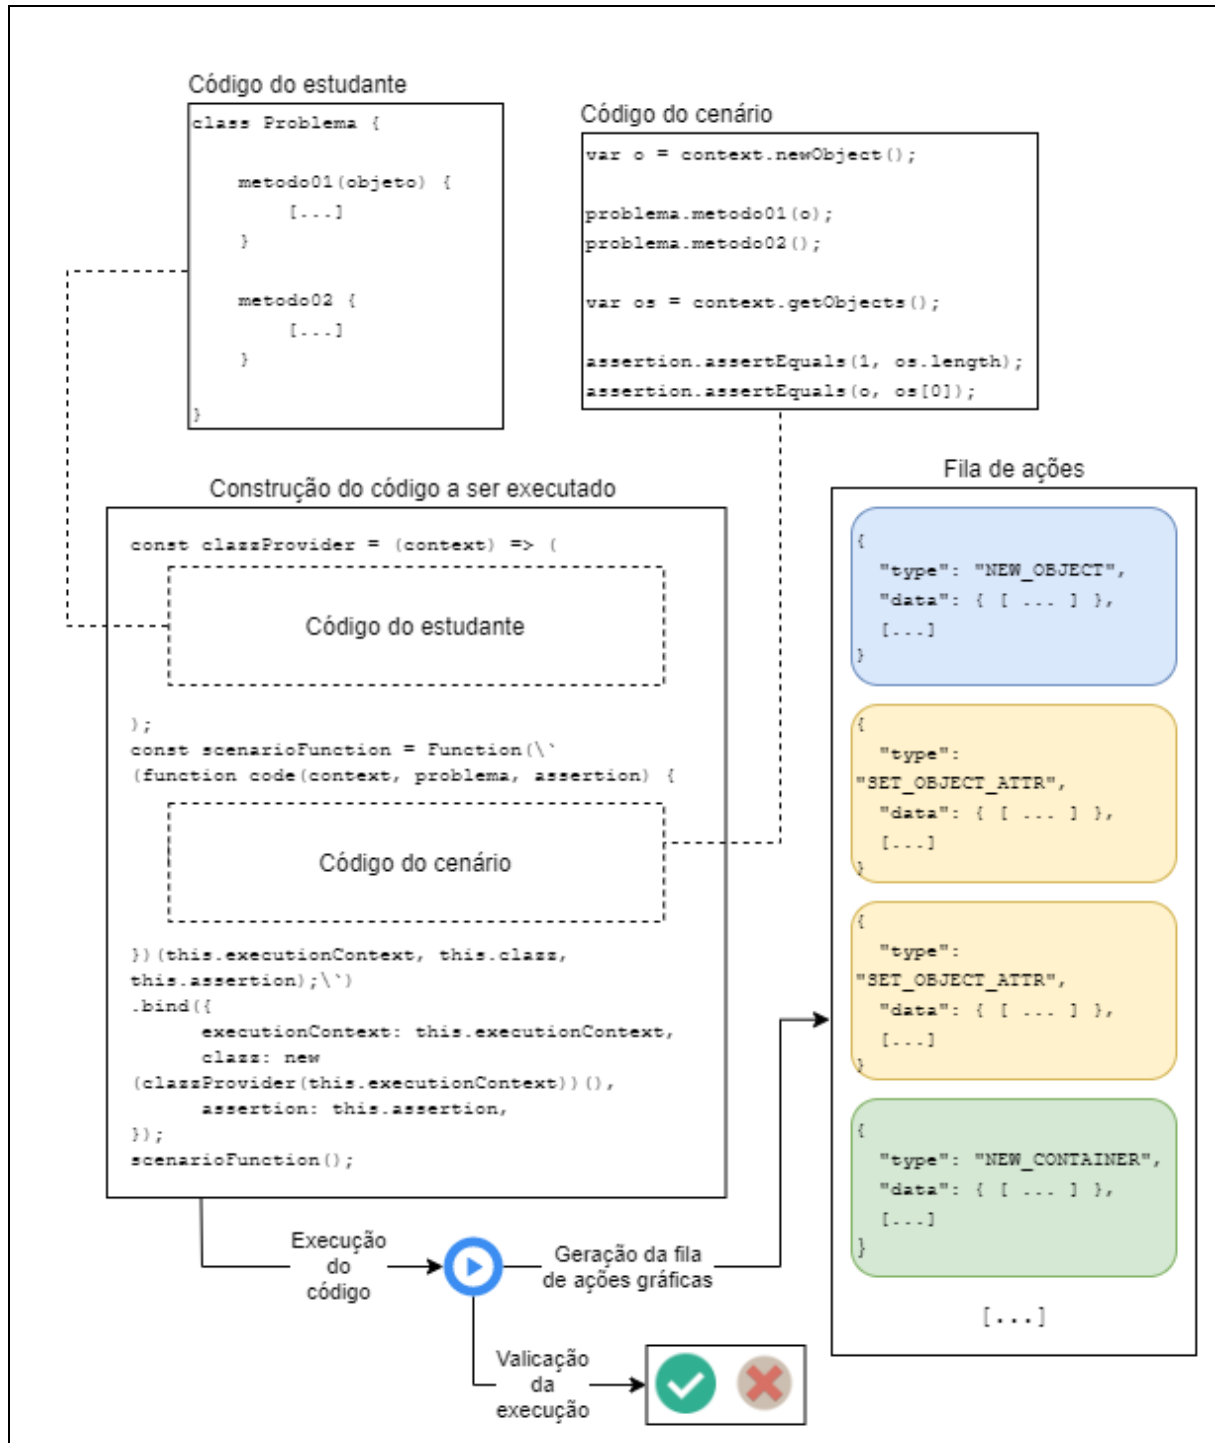 Código do estudante
class Problema {
metodo01(objeto) {
[...]
}
metodo02 {
[...]
}
}
Código do cenário
var o = context.newObject();
problema.metodo01(o);
problema.metodo02();
var os = context.getObjects();
assertion.assertEquals(1, os.length);
assertion.assertEquals(o, os[0]);
Construção do código a ser executado
const clazzProvider = (context) => (
Código do estudante
);
const scenarioFunction = Function(\`
(function code(context, problema, assertion) {
Código do cenário
})(this.executionContext, this.clazz,
this.assertion);\`)
.bind({
executionContext: this.executionContext,
clazz: new
(clazzProvider(this.executionContext))(),
assertion: this.assertion,
});
scenarioFunction();
Fila de ações
{
"type": "NEW_OBJECT",
"data": { [ ... ] },
[...]
}
{
"type":
"SET_OBJECT_ATTR",
"data": { [ ... ] },
[...]
}
{
"type":
"SET_OBJECT_ATTR",
"data": { [ ... ] },
[...]
}
{
"type": "NEW_CONTAINER",
"data": { [ ... ] },
[...]
}
[...]
Execução
do
código
Geração da fila
de ações gráficas
Valicação
da
execução